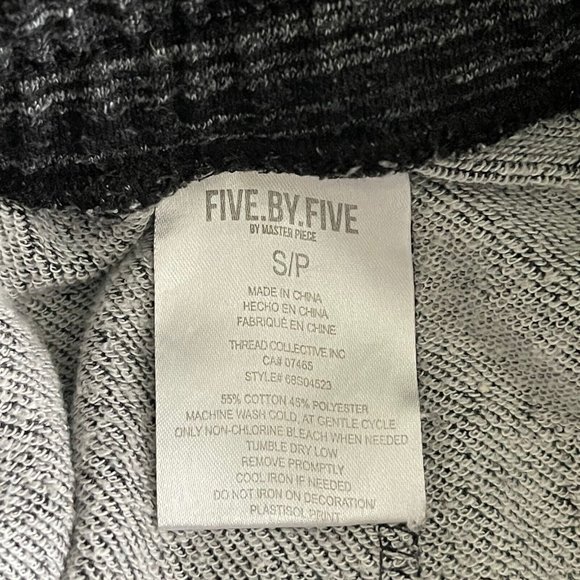 FIVE.BY.FIVE
BY MASTER PIECE
S/P
MADE IN CHINA
HECHO EN CHINA
FABRIQUÉ EN CHINE
THREAD COLLECTIVE INC
CA# 07465
STYLE# 68S04523
55% COTTON 45% POLYESTER
MACHINE WASH COLD, AT GENTLE CYCLE
ONLY NON-CHLORINE BLEACH WHEN NEEDED
TUMBLE DRY LOW
REMOVE PROMPTLY
COOL IRON IF NEEDED
DO NOT IRON ON DECORATION/
PLASTISOL PRINT